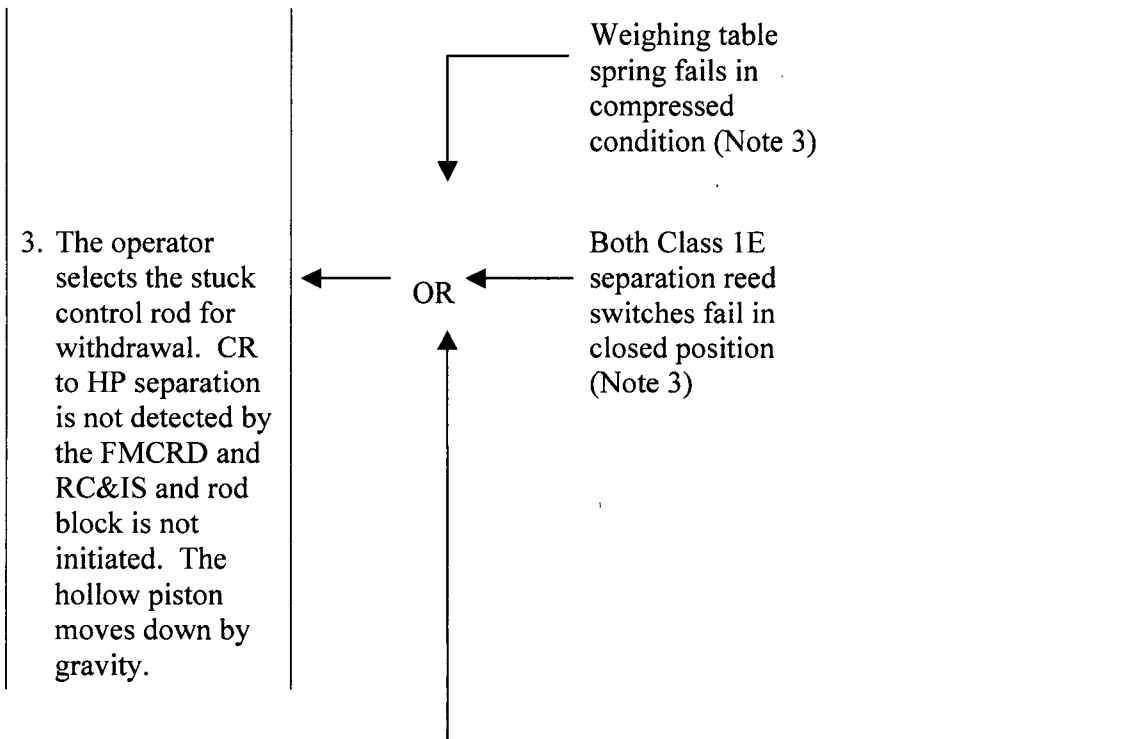 Weighing table
spring fails in
compressed
condition (Note 3)
3. The operator
selects the stuck
control rod for
withdrawal. CR
to HP separation
is not detected by
the FMCRD and
RC&IS and rod
block is not
initiated. The
hollow piston
moves down by
gravity.
OR
Both Class 1E
separation reed
switches fail in
closed position
(Note 3)